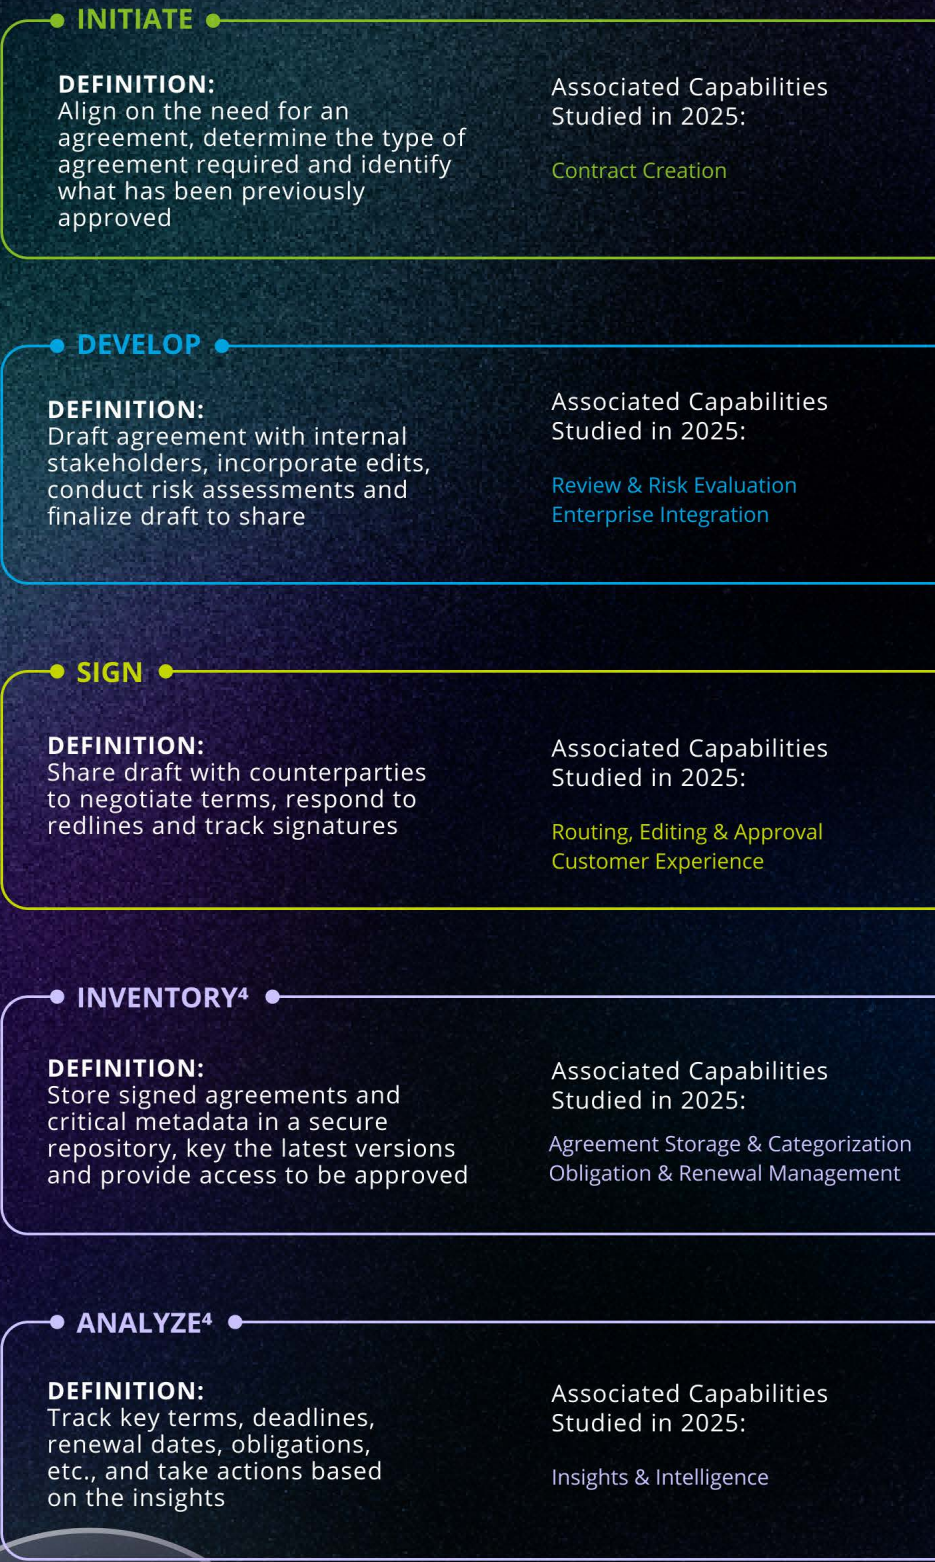 INITIATE
DEFINITION:
Align on the need for an
agreement, determine the type of
agreement required and identify
what has been previously
approved
Associated Capabilities
Studied in 2025:
Contract Creation
DEVELOP
DEFINITION:
Draft agreement with internal
stakeholders, incorporate edits,
conduct risk assessments and
finalize draft to share
Associated Capabilities
Studied in 2025:
Review & Risk Evaluation
Enterprise Integration
SIGN
DEFINITION:
Share draft with counterparties
to negotiate terms, respond to
redlines and track signatures
Associated Capabilities
Studied in 2025:
Routing, Editing & Approval
Customer Experience
INVENTORY⁴
DEFINITION:
Store signed agreements and
critical metadata in a secure
repository, key the latest versions
and provide access to be approved
Associated Capabilities
Studied in 2025:
Agreement Storage & Categorization
Obligation & Renewal Management
ANALYZE⁴
DEFINITION:
Track key terms, deadlines,
renewal dates, obligations,
etc., and take actions based
on the insights
Associated Capabilities
Studied in 2025:
Insights & Intelligence